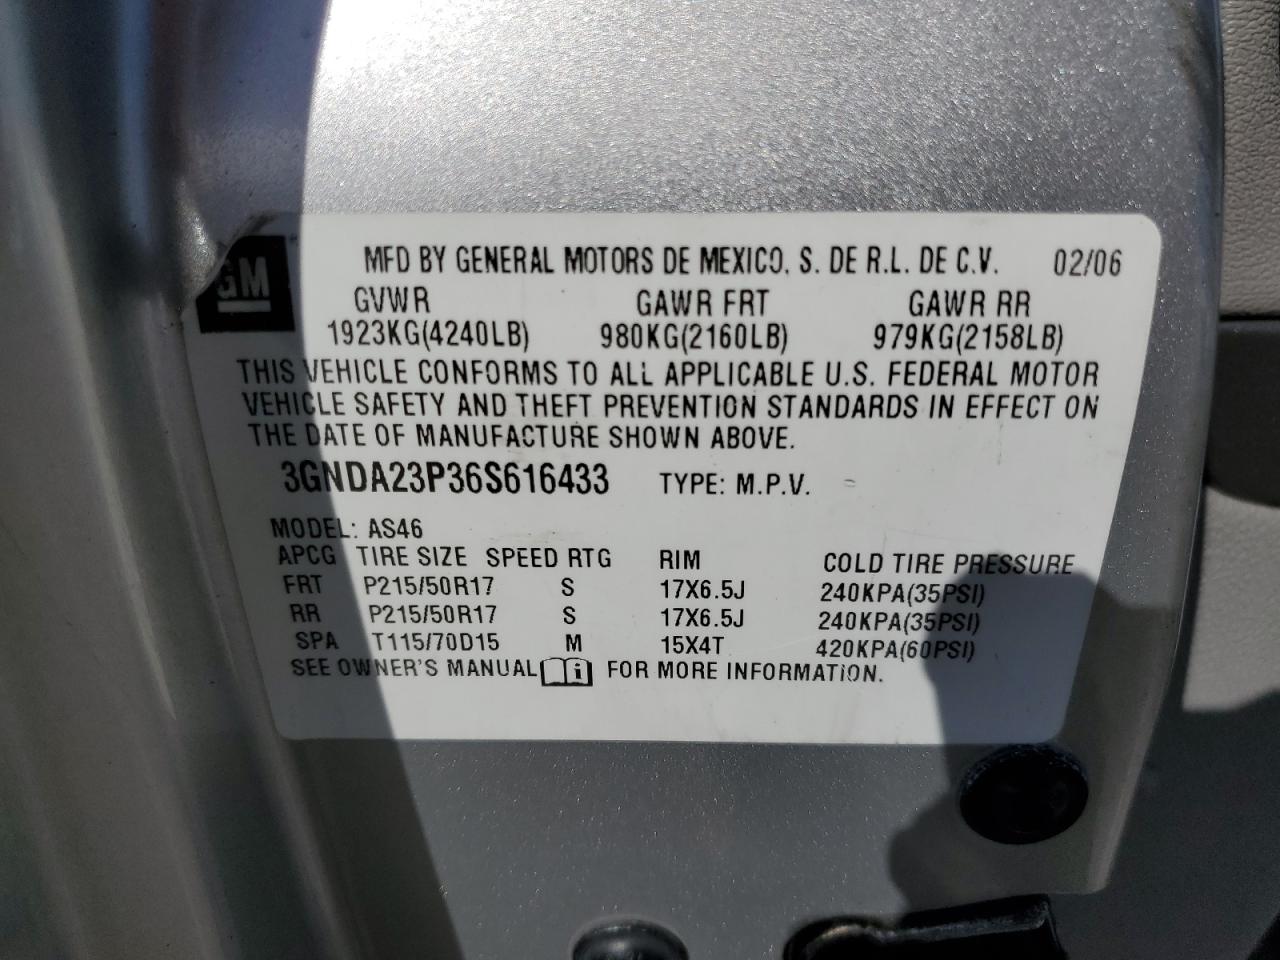 GM
MFD BY GENERAL MOTORS DE MEXICO, S. DE R.L. DE C.V. 02/06
GVWR GAWR FRT GAWR RR
1923KG(4240LB) 980KG(2160LB) 979KG(2158LB)
THIS VEHICLE CONFORMS TO ALL APPLICABLE U.S. FEDERAL MOTOR
VEHICLE SAFETY AND THEFT PREVENTION STANDARDS IN EFFECT ON
THE DATE OF MANUFACTURE SHOWN ABOVE.
3GNDA23P36S616433 TYPE: M.P.V.
MODEL: AS46
APCG TIRE SIZE SPEED RTG RIM COLD TIRE PRESSURE
FRT P215/50R17 S 17X6.5J 240KPA(35PSI)
RR P215/50R17 S 17X6.5J 240KPA(35PSI)
SPA T115/70D15 M 15X4T 420KPA(60PSI)
SEE OWNER'S MANUAL i FOR MORE INFORMATION.